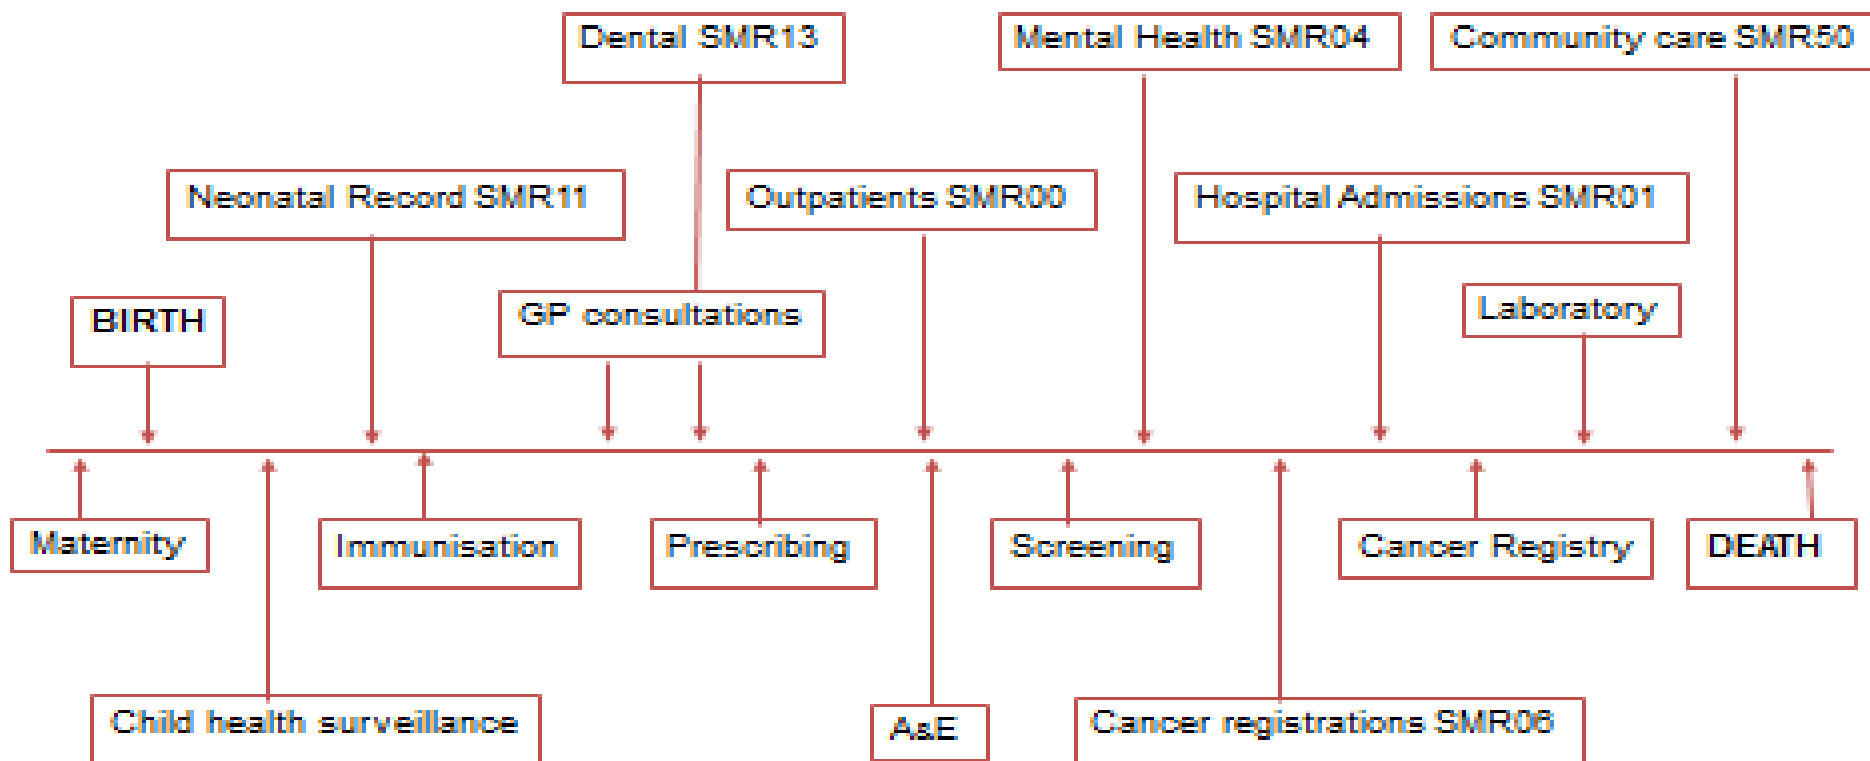 Dental SMR13
Mental Health SMR04
Community care SMR50
Neonatal Record SMR11
Outpatients SMR00
Hospital Admissions SMR01
BIRTH
GP consultations
Laboratory
Maternity
Immunisation
Prescribing
Screening
Cancer Registry
DEATH
Child health surveillance
A&E
Cancer registrations SMR06